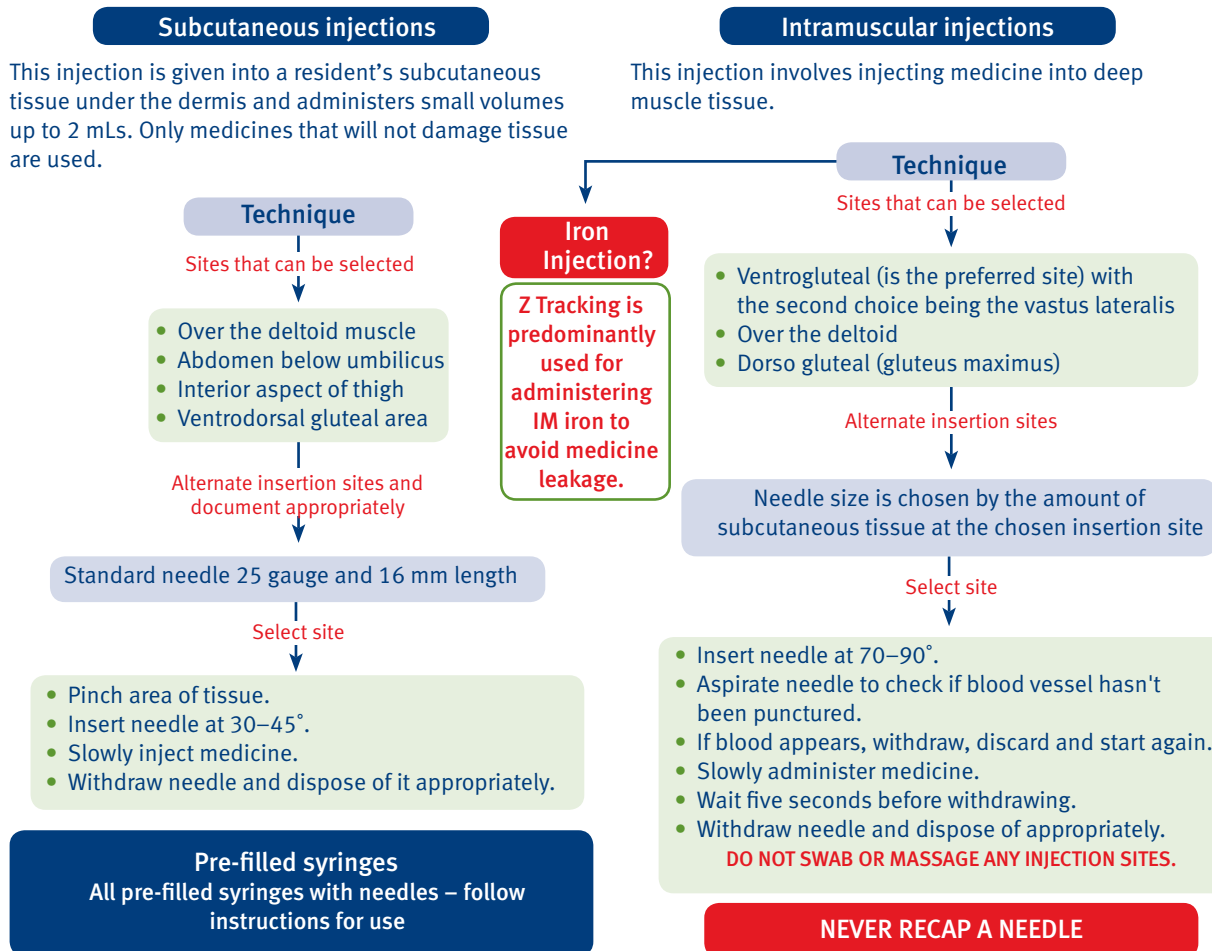 Subcutaneous injections
This injection is given into a resident's subcutaneous
tissue under the dermis and administers small volumes
up to 2 mLs. Only medicines that will not damage tissue
are used.
Technique
Sites that can be selected
• Over the deltoid muscle
• Abdomen below umbilicus
• Interior aspect of thigh
• Ventrodorsal gluteal area
Alternate insertion sites and
document appropriately
Standard needle 25 gauge and 16 mm length
Select site
• Pinch area of tissue.
• Insert needle at 30–45°.
• Slowly inject medicine.
• Withdraw needle and dispose of it appropriately.
Pre-filled syringes
All pre-filled syringes with needles – follow
instructions for use
Iron
Injection?
Z Tracking is
predominantly
used for
administering
IM iron to
avoid medicine
leakage.
Intramuscular injections
This injection involves injecting medicine into deep
muscle tissue.
Technique
Sites that can be selected
• Ventrogluteal (is the preferred site) with
the second choice being the vastus lateralis
• Over the deltoid
• Dorso gluteal (gluteus maximus)
Alternate insertion sites
Needle size is chosen by the amount of
subcutaneous tissue at the chosen insertion site
Select site
• Insert needle at 70–90°.
• Aspirate needle to check if blood vessel hasn't
been punctured.
• If blood appears, withdraw, discard and start again.
• Slowly administer medicine.
• Wait five seconds before withdrawing.
• Withdraw needle and dispose of appropriately.
DO NOT SWAB OR MASSAGE ANY INJECTION SITES.
NEVER RECAP A NEEDLE